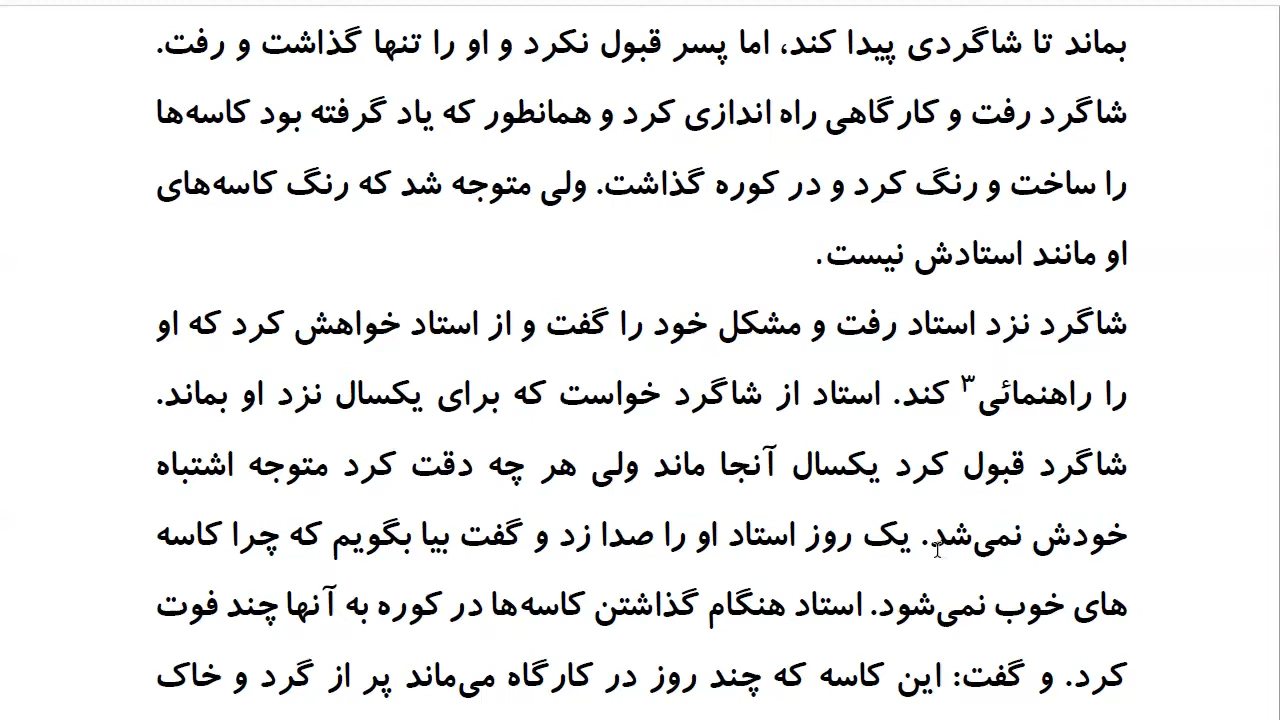 بماند تا شاگردی پیدا کند، اما پسر قبول نکرد و او را تنها گذاشت و رفت.
شاگرد رفت و کارگاهی راه اندازی کرد و همانطور که یاد گرفته بود کاسه‌ها
را ساخت و رنگ کرد و در کوره گذاشت. ولی متوجه شد که رنگ کاسه‌های
او مانند استادش نیست.
شاگرد نزد استاد رفت و مشکل خود را گفت و از استاد خواهش کرد که او
را راهنمائی۳ کند. استاد از شاگرد خواست که برای یکسال نزد او بماند.
شاگرد قبول کرد یکسال آنجا ماند ولی هر چه دقت کرد متوجه اشتباه
خودش نمی‌شد. یک روز استاد او را صدا زد و گفت بیا بگویم که چرا کاسه
های خوب نمی‌شود. استاد هنگام گذاشتن کاسه‌ها در کوره به آنها چند فوت
کرد. و گفت: این کاسه که چند روز در کارگاه می‌ماند پر از گرد و خاک